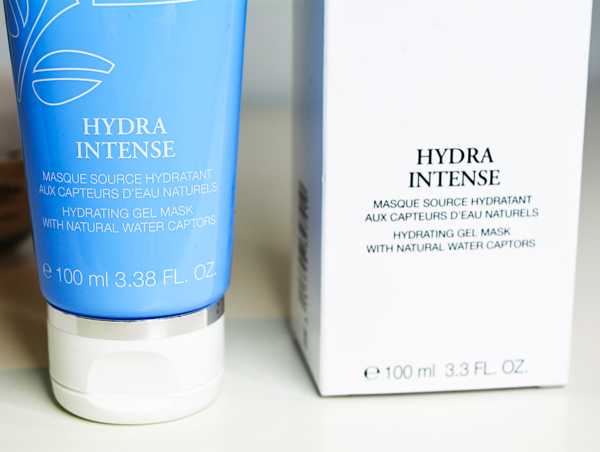 HYDRA
INTENSE
MASQUE SOURCE HYDRATANT
AUX CAPTEURS D'EAU NATURELS
HYDRATING GEL MASK
WITH NATURAL WATER CAPTORS
℮ 100 ml 3.38 FL. OZ.
HYDRA
INTENSE
MASQUE SOURCE HYDRATANT
AUX CAPTEURS D'EAU NATURELS
HYDRATING GEL MASK
WITH NATURAL WATER CAPTORS
℮ 100 ml 3.3 FL. OZ.